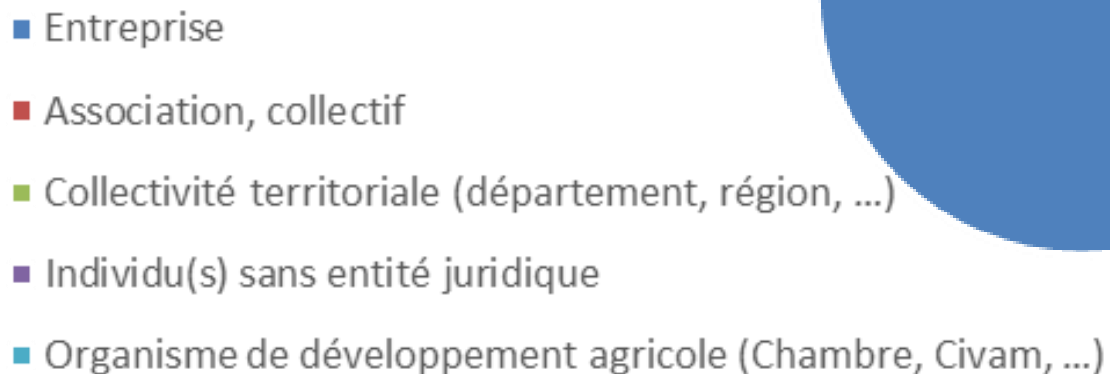 Entreprise
Association, collectif
Collectivité territoriale (département, région, ...)
Individu(s) sans entité juridique
Organisme de développement agricole (Chambre, Civam, ...)